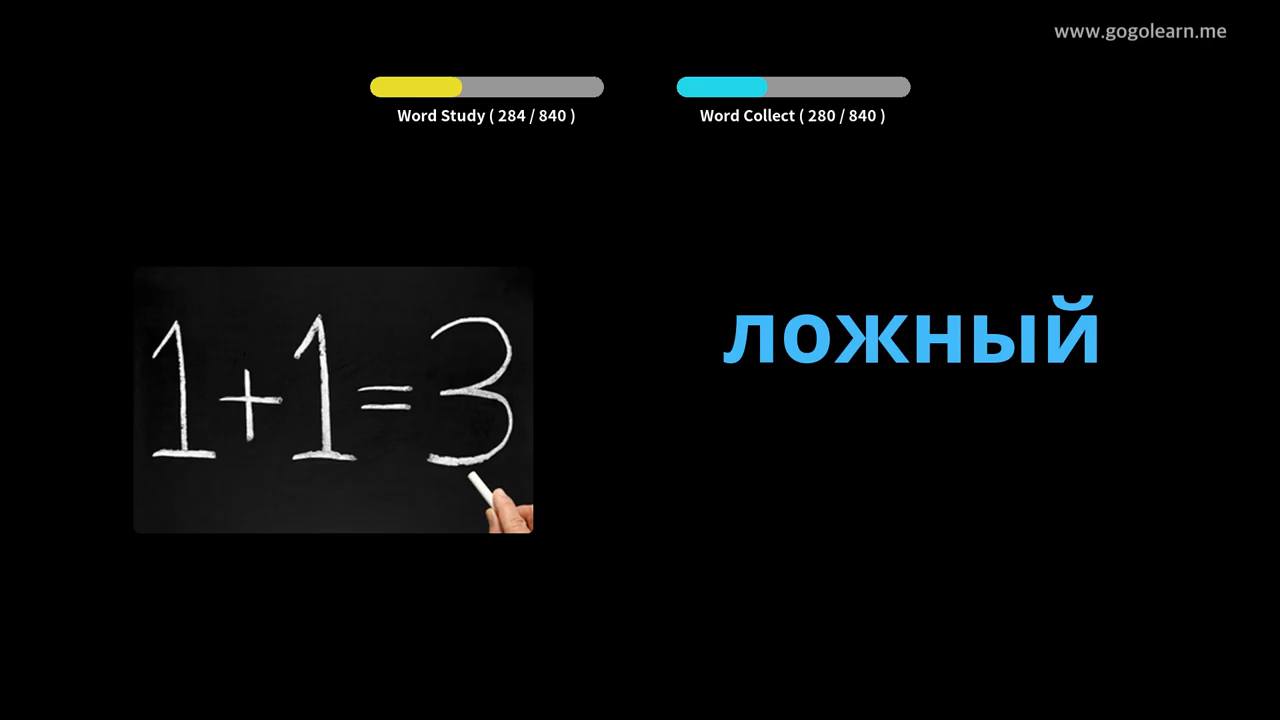 www.gogolearn.me
Word Study ( 284 / 840 )
Word Collect ( 280 / 840 )
1+1=3
ложный